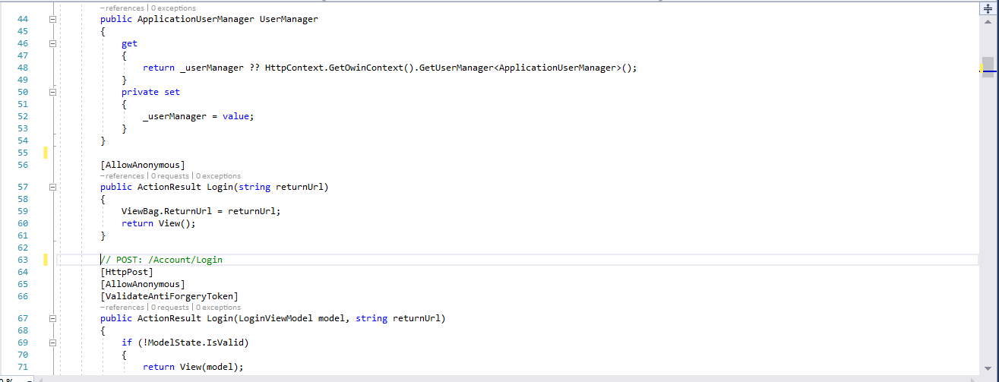 – references | 0 exceptions
44 public ApplicationUserManager UserManager
45 {
46 get
47 {
48 return _userManager ?? HttpContext.GetOwinContext().GetUserManager<ApplicationUserManager>();
49 }
50 private set
51 {
52 _userManager = value;
53 }
54 }
55
56 [AllowAnonymous]
– references | 0 requests | 0 exceptions
57 public ActionResult Login(string returnUrl)
58 {
59 ViewBag.ReturnUrl = returnUrl;
60 return View();
61 }
62
63 // POST: /Account/Login
64 [HttpPost]
65 [AllowAnonymous]
66 [ValidateAntiForgeryToken]
– references | 0 requests | 0 exceptions
67 public ActionResult Login(LoginViewModel model, string returnUrl)
68 {
69 if (!ModelState.IsValid)
70 {
71 return View(model);